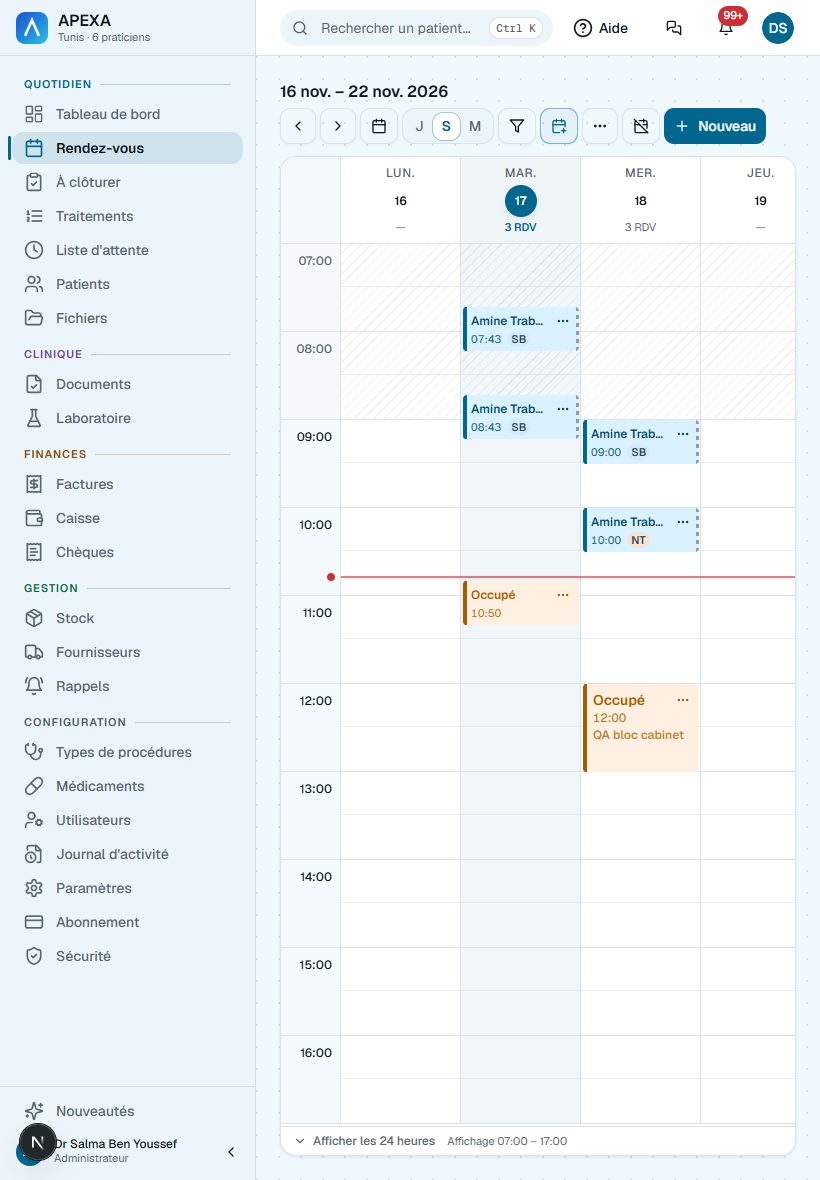 APEXA
Tunis · 6 praticiens
QUOTIDIEN
Tableau de bord
Rendez-vous
À clôturer
Traitements
Liste d'attente
Patients
Fichiers
CLINIQUE
Documents
Laboratoire
FINANCES
Factures
Caisse
Chèques
GESTION
Stock
Fournisseurs
Rappels
CONFIGURATION
Types de procédures
Médicaments
Utilisateurs
Journal d'activité
Paramètres
Abonnement
Sécurité
Nouveautés
N
Dr Salma Ben Youssef
Administrateur
Rechercher un patient… Ctrl K
Aide
99+
DS
16 nov. – 22 nov. 2026
J S M
Nouveau
LUN. MAR. MER. JEU.
16 17 18 19
— 3 RDV 3 RDV —
07:00
Amine Trab…
07:43 SB
08:00
Amine Trab…
08:43 SB
09:00
Amine Trab…
09:00 SB
10:00
Amine Trab…
10:00 NT
Occupé
10:50
11:00
12:00
Occupé
12:00
QA bloc cabinet
13:00
14:00
15:00
16:00
Afficher les 24 heures Affichage 07:00 – 17:00